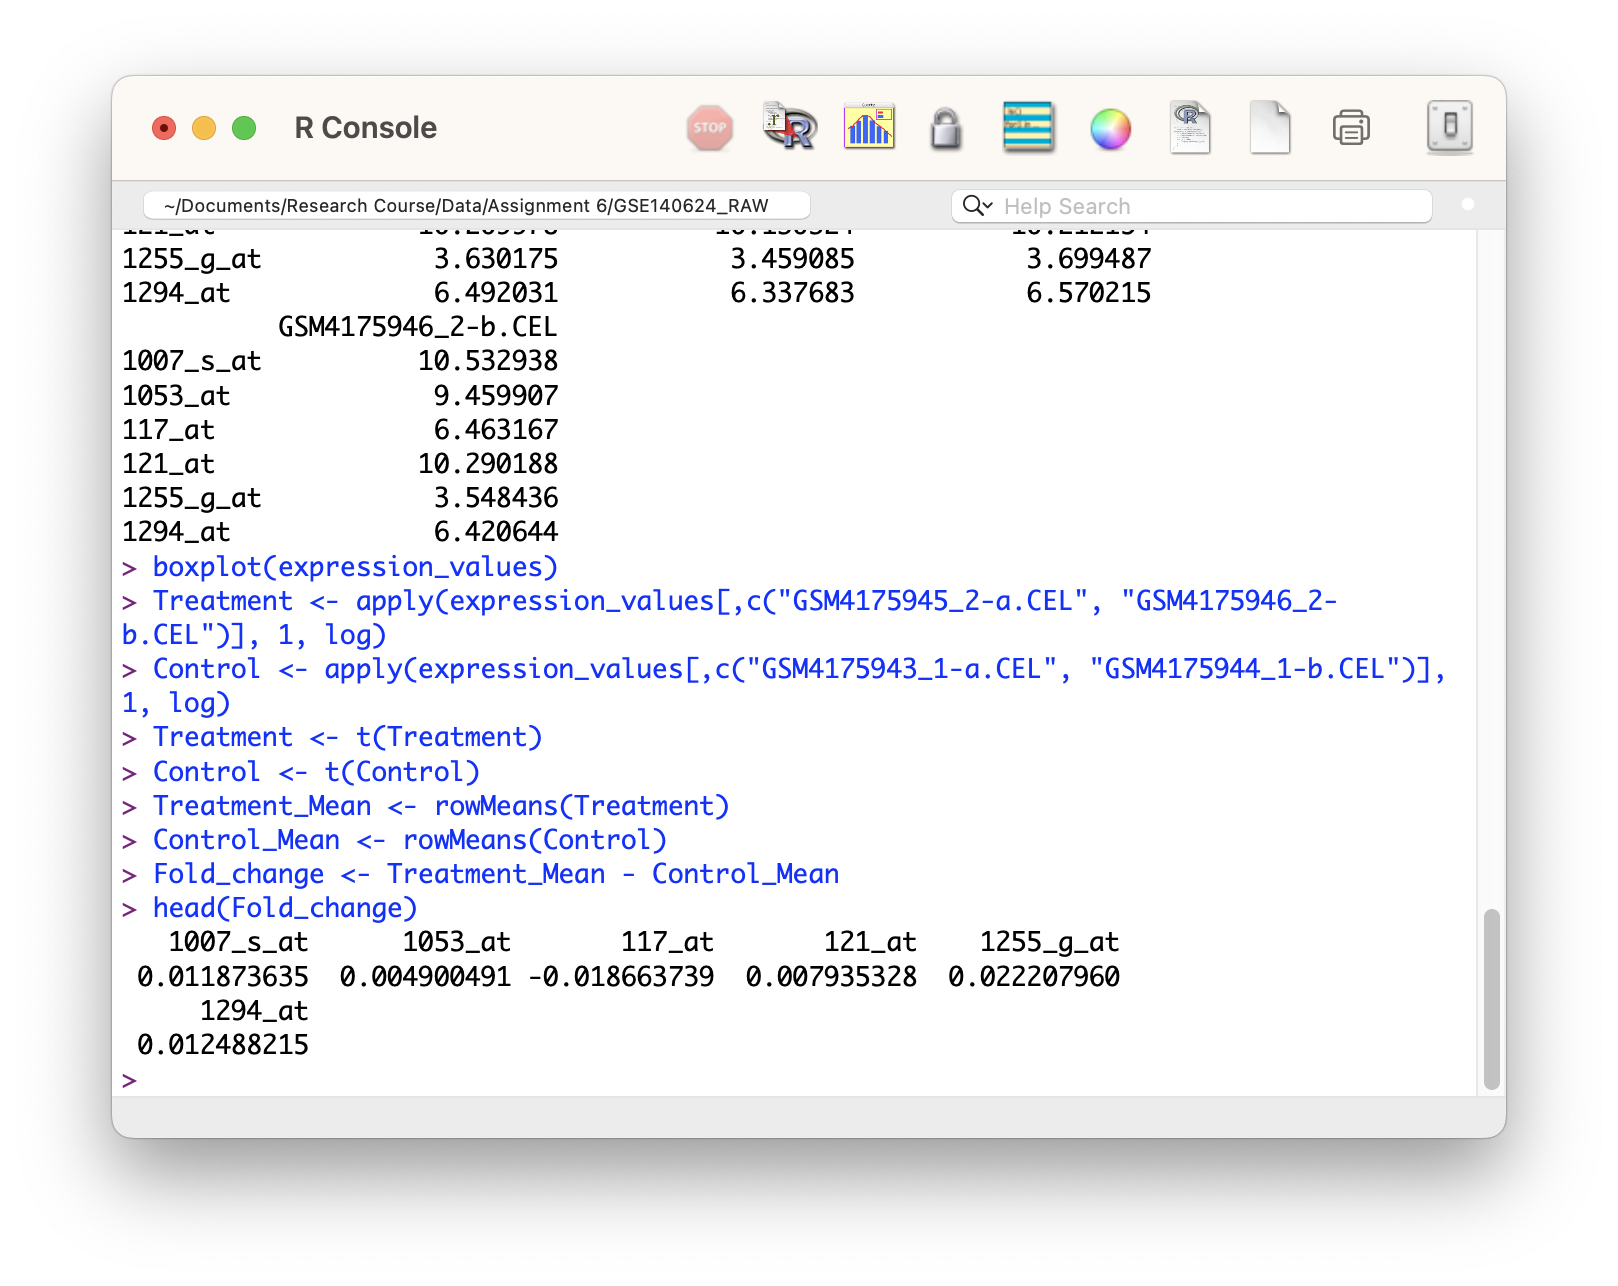 STOP
R Console
~/Documents/Research Course/Data/Assignment 6/GSE140624_RAW
Help Search
1255_g_at 3.630175 3.459085 3.699487
1294_at 6.492031 6.337683 6.570215
GSM4175946_2-b.CEL
1007_s_at 10.532938
1053_at 9.459907
117_at 6.463167
121_at 10.290188
1255_g_at 3.548436
1294_at 6.420644
> boxplot(expression_values)
> Treatment <- apply(expression_values[,c("GSM4175945_2-a.CEL", "GSM4175946_2-
b.CEL")], 1, log)
> Control <- apply(expression_values[,c("GSM4175943_1-a.CEL", "GSM4175944_1-b.CEL")],
1, log)
> Treatment <- t(Treatment)
> Control <- t(Control)
> Treatment_Mean <- rowMeans(Treatment)
> Control_Mean <- rowMeans(Control)
> Fold_change <- Treatment_Mean - Control_Mean
> head(Fold_change)
1007_s_at 1053_at 117_at 121_at 1255_g_at
0.011873635 0.004900491 -0.018663739 0.007935328 0.022207960
1294_at
0.012488215
>